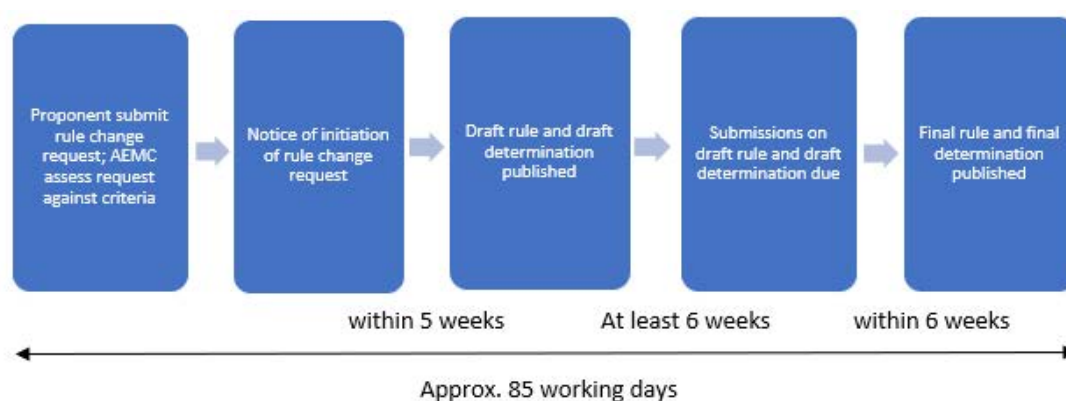 Proponent submit
rule change
request; AEMC
assess request
against criteria
Notice of initiation
of rule change
request
Draft rule and draft
determination
published
Submissions on
draft rule and draft
determination due
Final rule and final
determination
published
within 5 weeks
At least 6 weeks
within 6 weeks
Approx. 85 working days